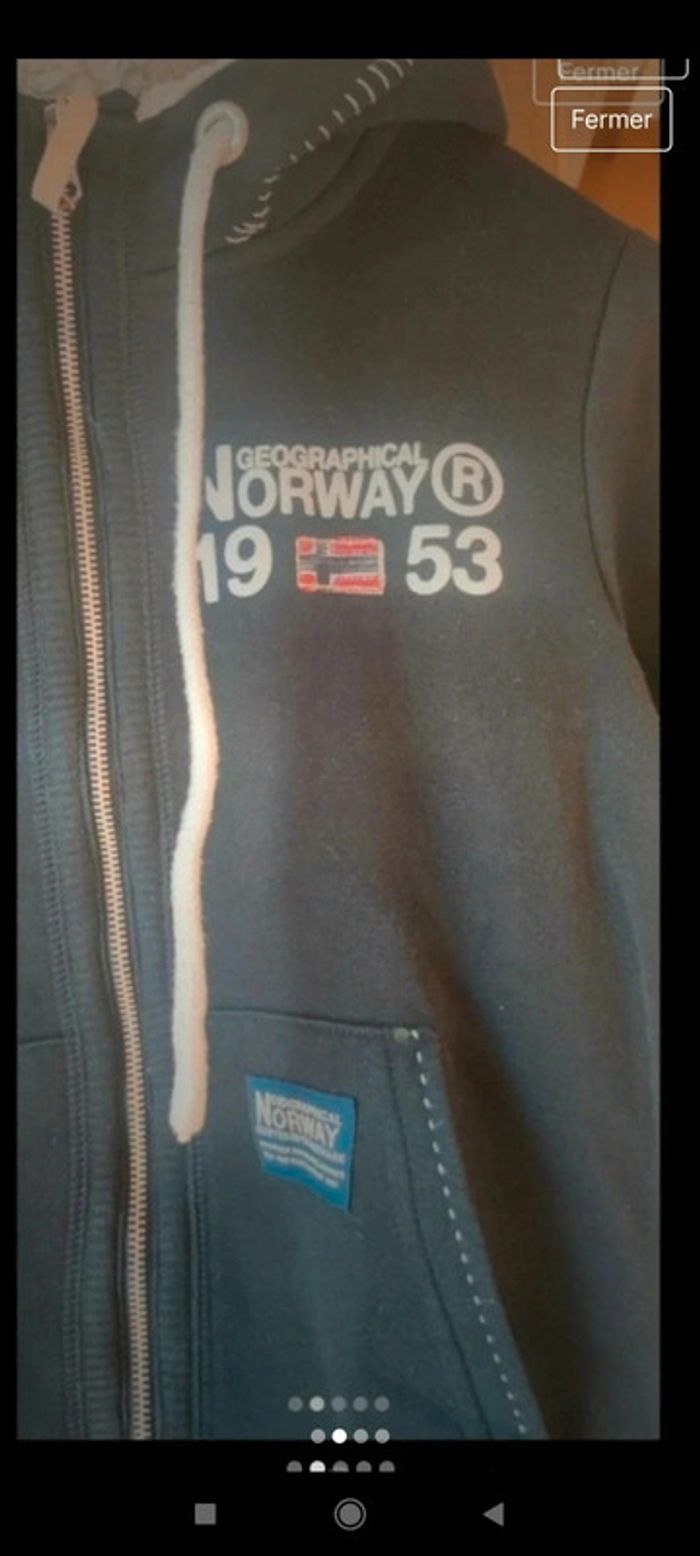 Fermer
Fermer
GEOGRAPHICAL
NORWAY ®
19 53
GEOGRAPHICAL
NORWAY